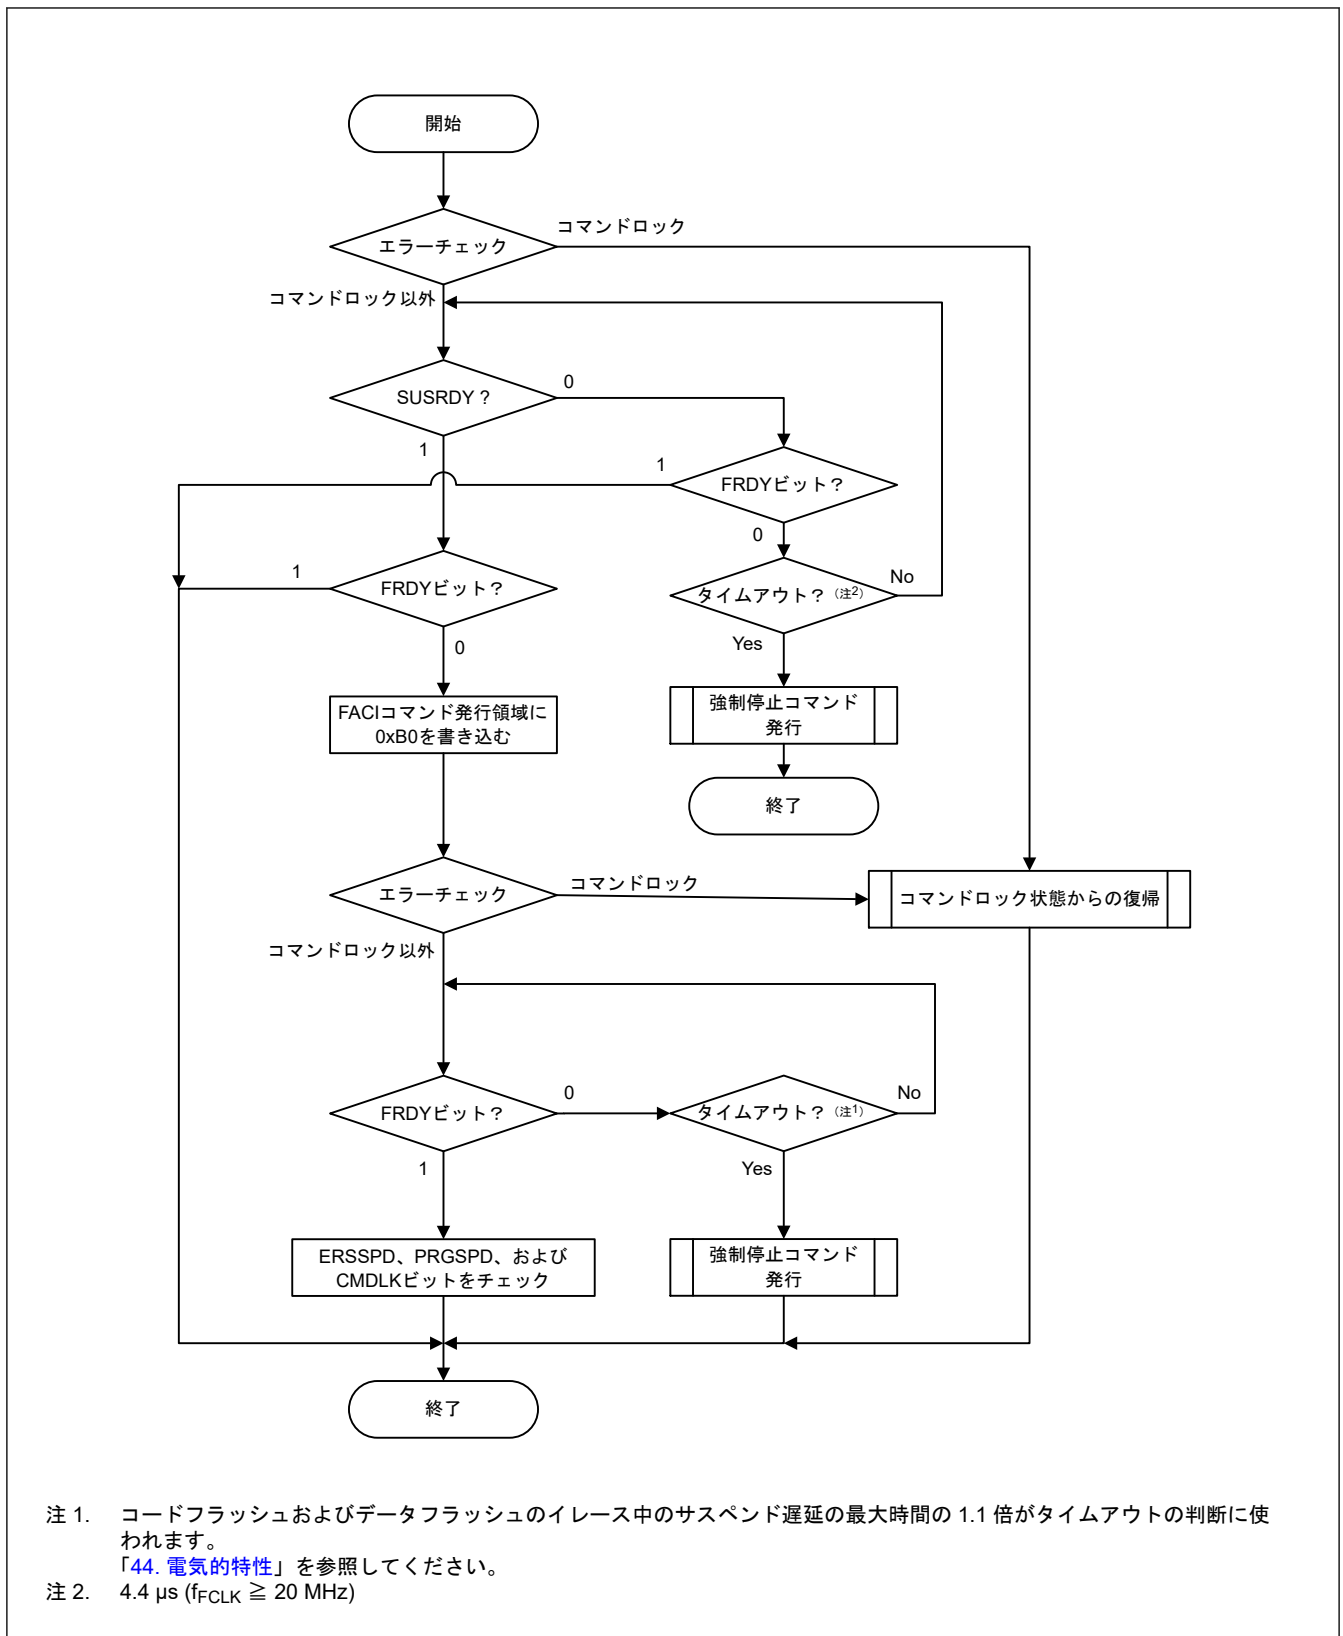 開始
エラーチェック
コマンドロック
コマンドロック以外
SUSRDY ?
0
1
FRDYビット?
1
0
FRDYビット?
1
0
タイムアウト?(注2)
No
Yes
FACIコマンド発行領域に
0xB0を書き込む
強制停止コマンド
発行
終了
エラーチェック
コマンドロック
コマンドロック状態からの復帰
コマンドロック以外
FRDYビット?
0
タイムアウト?(注1)
No
1
Yes
ERSSPD、PRGSPD、および
CMDLKビットをチェック
強制停止コマンド
発行
終了
注 1. コードフラッシュおよびデータフラッシュのイレース中のサスペンド遅延の最大時間の 1.1 倍がタイムアウトの判断に使
われます。
「44. 電気的特性」を参照してください。
注 2. 4.4 µs (fFCLK ≧ 20 MHz)